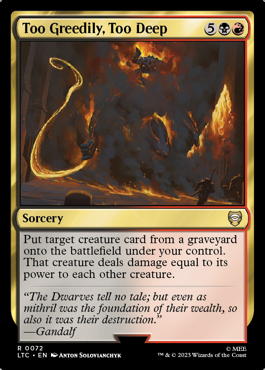 Too Greedily, Too Deep 5
Sorcery
Put target creature card from a graveyard
onto the battlefield under your control.
That creature deals damage equal to its
power to each other creature.
“The Dwarves tell no tale; but even as
mithril was the foundation of their wealth, so
also it was their destruction.”
—Gandalf
R 0072
LTC • EN Anton Solovianchyk
© MEE
™ & © 2023 Wizards of the Coast